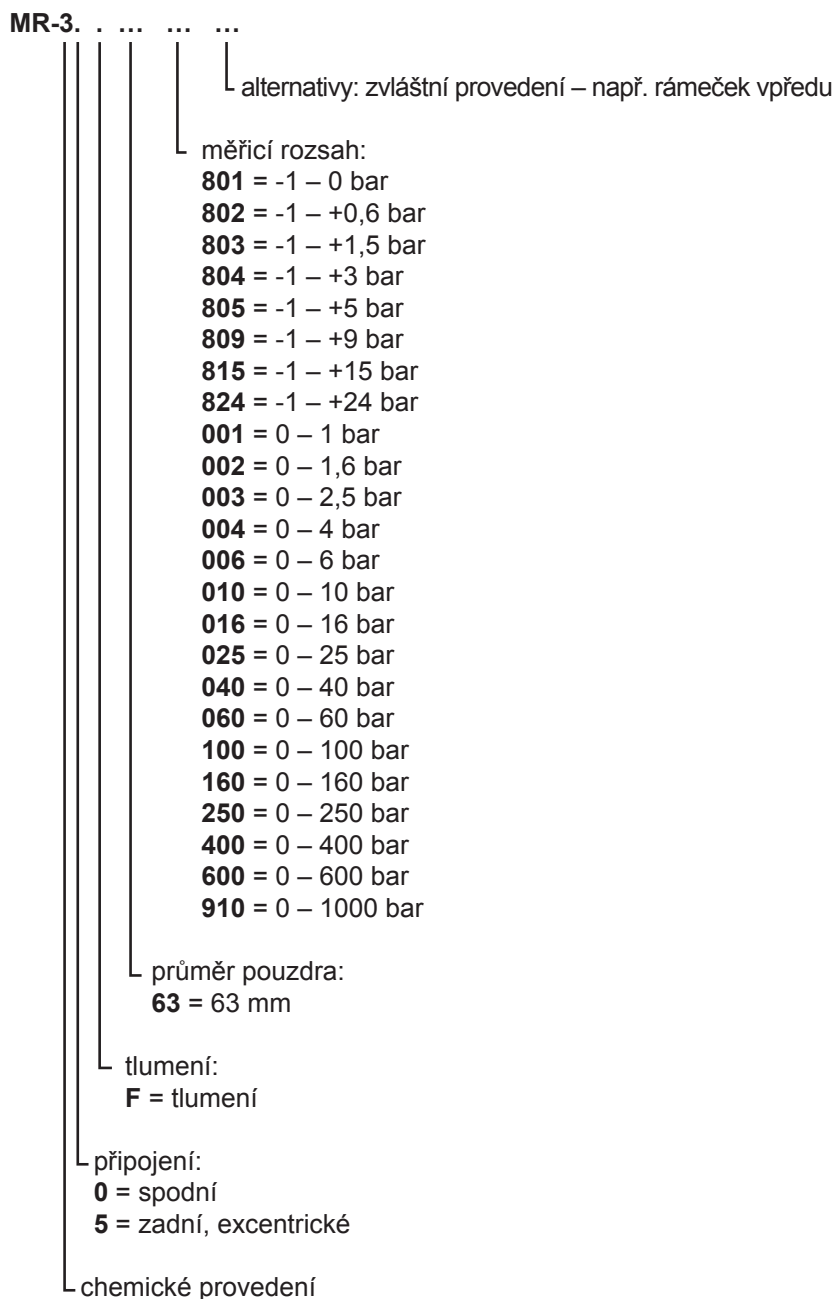 MR-3. . … … …
alternativy: zvláštní provedení – např. rámeček vpředu
měřicí rozsah:
801 = -1 – 0 bar
802 = -1 – +0,6 bar
803 = -1 – +1,5 bar
804 = -1 – +3 bar
805 = -1 – +5 bar
809 = -1 – +9 bar
815 = -1 – +15 bar
824 = -1 – +24 bar
001 = 0 – 1 bar
002 = 0 – 1,6 bar
003 = 0 – 2,5 bar
004 = 0 – 4 bar
006 = 0 – 6 bar
010 = 0 – 10 bar
016 = 0 – 16 bar
025 = 0 – 25 bar
040 = 0 – 40 bar
060 = 0 – 60 bar
100 = 0 – 100 bar
160 = 0 – 160 bar
250 = 0 – 250 bar
400 = 0 – 400 bar
600 = 0 – 600 bar
910 = 0 – 1000 bar
průměr pouzdra:
63 = 63 mm
tlumení:
F = tlumení
připojení:
0 = spodní
5 = zadní, excentrické
chemické provedení